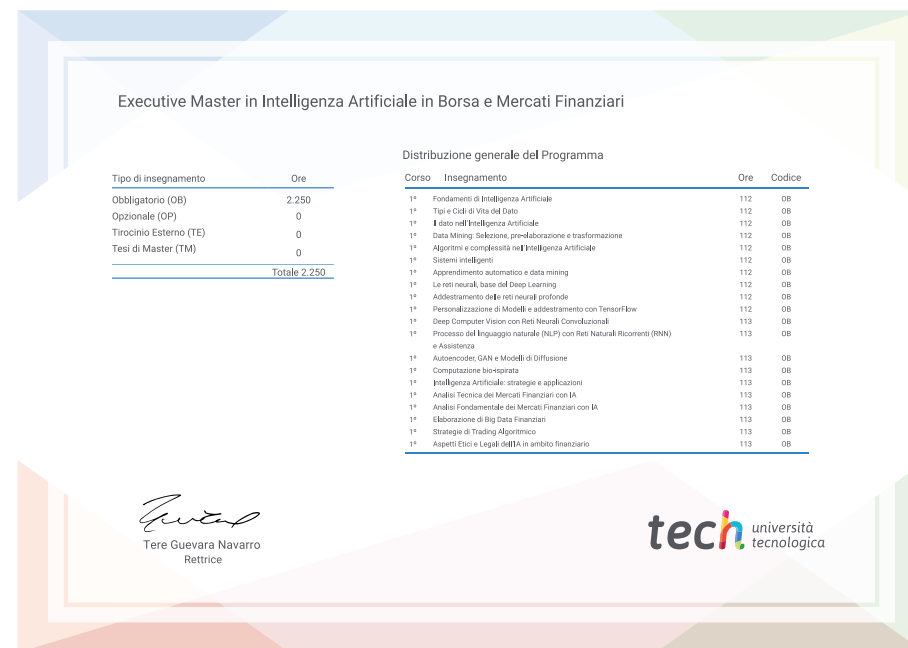 Executive Master in Intelligenza Artificiale in Borsa e Mercati Finanziari
Tipo di insegnamento Ore
Obbligatorio (OB) 2.250
Opzionale (OP) 0
Tirocinio Esterno (TE) 0
Tesi di Master (TM) 0
Totale 2.250
Distribuzione generale del Programma
Corso Insegnamento Ore Codice
1º Fondamenti di Intelligenza Artificiale 112 OB
1º Tipi e Cicli di Vita del Dato 112 OB
1º Il dato nell'Intelligenza Artificiale 112 OB
1º Data Mining: Selezione, pre-elaborazione e trasformazione 112 OB
1º Algoritmi e complessità nell'Intelligenza Artificiale 112 OB
1º Sistemi intelligenti 112 OB
1º Apprendimento automatico e data mining 112 OB
1º Le reti neurali, base del Deep Learning 112 OB
1º Addestramento delle reti neurali profonde 112 OB
1º Personalizzazione di Modelli e addestramento con TensorFlow 112 OB
1º Deep Computer Vision con Reti Neurali Convoluzionali 113 OB
1º Processo del linguaggio naturale (NLP) con Reti Naturali Ricorrenti (RNN) 113 OB
e Assistenza
1º Autoencoder, GAN e Modelli di Diffusione 113 OB
1º Computazione bio-ispirata 113 OB
1º Intelligenza Artificiale: strategie e applicazioni 113 OB
1º Analisi Tecnica dei Mercati Finanziari con IA 113 OB
1º Analisi Fondamentale dei Mercati Finanziari con IA 113 OB
1º Elaborazione di Big Data Finanziari 113 OB
1º Strategie di Trading Algoritmico 113 OB
1º Aspetti Etici e Legali dell'IA in ambito finanziario 113 OB
Tere Guevara Navarro
Rettrice
tech università
tecnologica